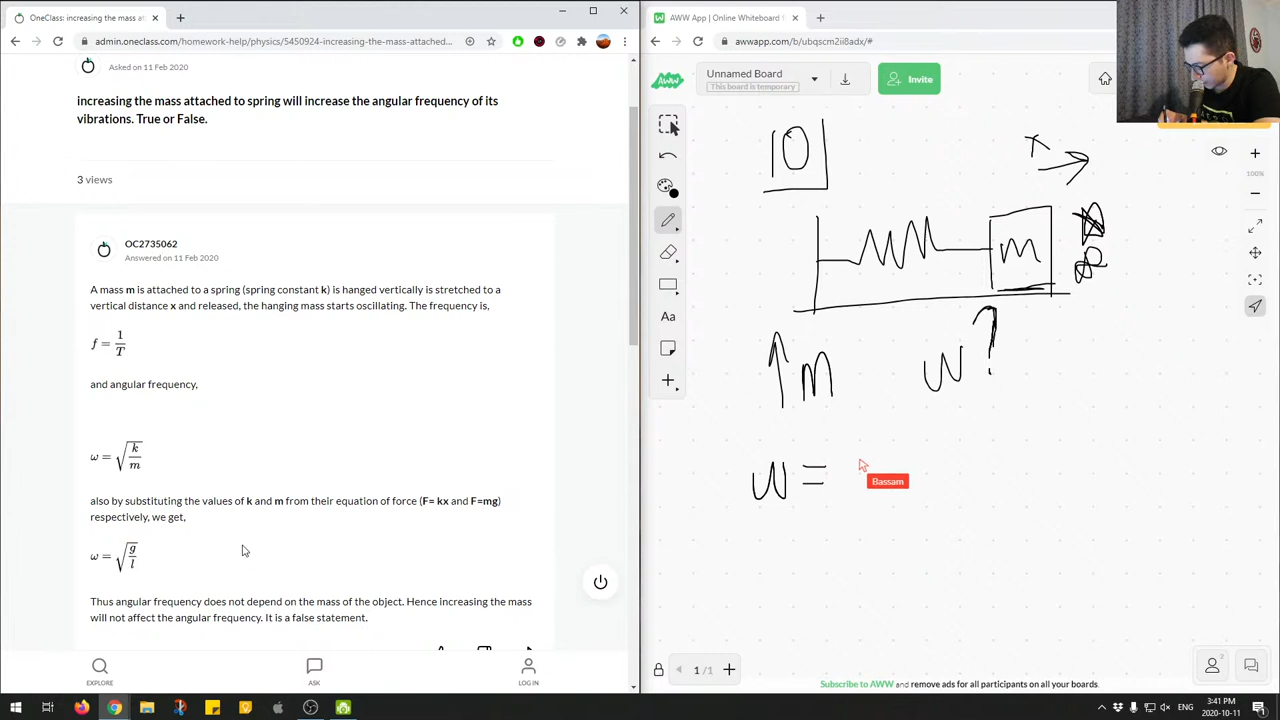 OneClass: increasing the mass at
AWW App | Online Whiteboard f
admin.oneclass.com/homework-help/physics/5450924-increasing-the-mass-attached...
awwapp.com/b/ubqscm2ii8adx/#
Asked on 11 Feb 2020
increasing the mass attached to spring will increase the angular frequency of its
vibrations. True or False.
3 views
OC2735062
Answered on 11 Feb 2020
A mass m is attached to a spring (spring constant k) is hanged vertically is stretched to a
vertical distance x and released, the hanging mass starts oscillating. The frequency is,
f = 1/T
and angular frequency,
ω = √(k/m)
also by substituting the values of k and m from their equation of force (F= kx and F=mg)
respectively, we get,
ω = √(g/l)
Thus angular frequency does not depend on the mass of the object. Hence increasing the mass
will not affect the angular frequency. It is a false statement.
EXPLORE
ASK
LOG IN
Unnamed Board
This board is temporary
Invite
100%
Aa
10
x
m
↑m
w?
w =
Bassam
1 /1
7
Subscribe to AWW and remove ads for all participants on all your boards.
ENG
3:41 PM
2020-10-11
1